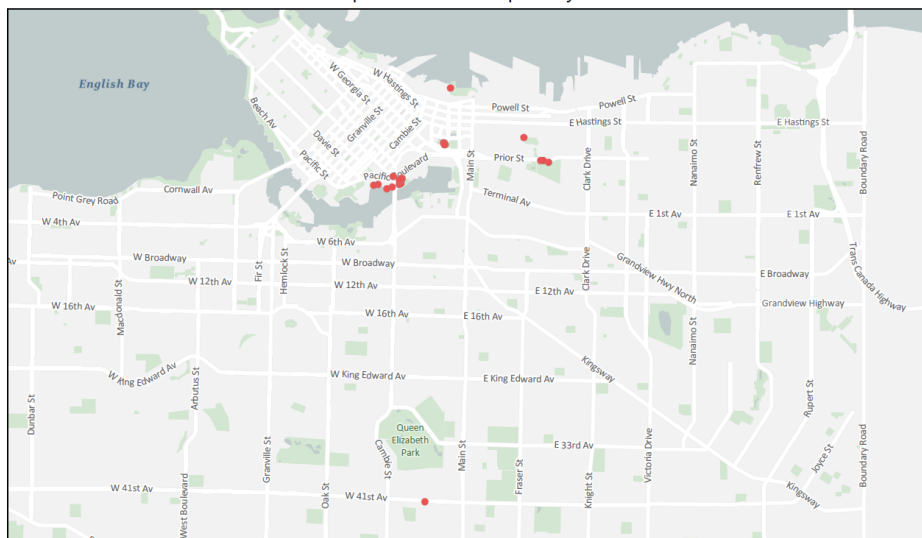 English Bay
W Georgia St
W Hastings St
Granville St
Cambie St
Beach Av
Davie St
Pacific St
Pacific Boulevard
Main St
Powell St
Powell St
E Hastings St
E Hastings St
Prior St
Clark Drive
Nanaimo St
Renfrew St
Boundary Road
Terminal Av
Cornwall Av
Point Grey Road
W 4th Av
E 1st Av
E 1st Av
W 6th Av
W Broadway
W Broadway
E Broadway
Av
Fir St
Hemlock St
Clark Drive
Grandview Hwy North
Trans Canada Highway
Macdonald St
W 12th Av
W 12th Av
E 12th Av
W 16th Av
W 16th Av
E 16th Av
Grandview Highway
Nanaimo St
Kingsway
W King Edward Av
W King Edward Av
E King Edward Av
Dunbar St
Arbutus St
Rupert St
Queen
Elizabeth
Park
Granville St
Cambie St
Main St
E 33rd Av
Fraser St
Victoria Drive
Joyce St
Boundary Road
W 41st Av
W 41st Av
West Boulevard
Oak St
Knight St
Kingsway